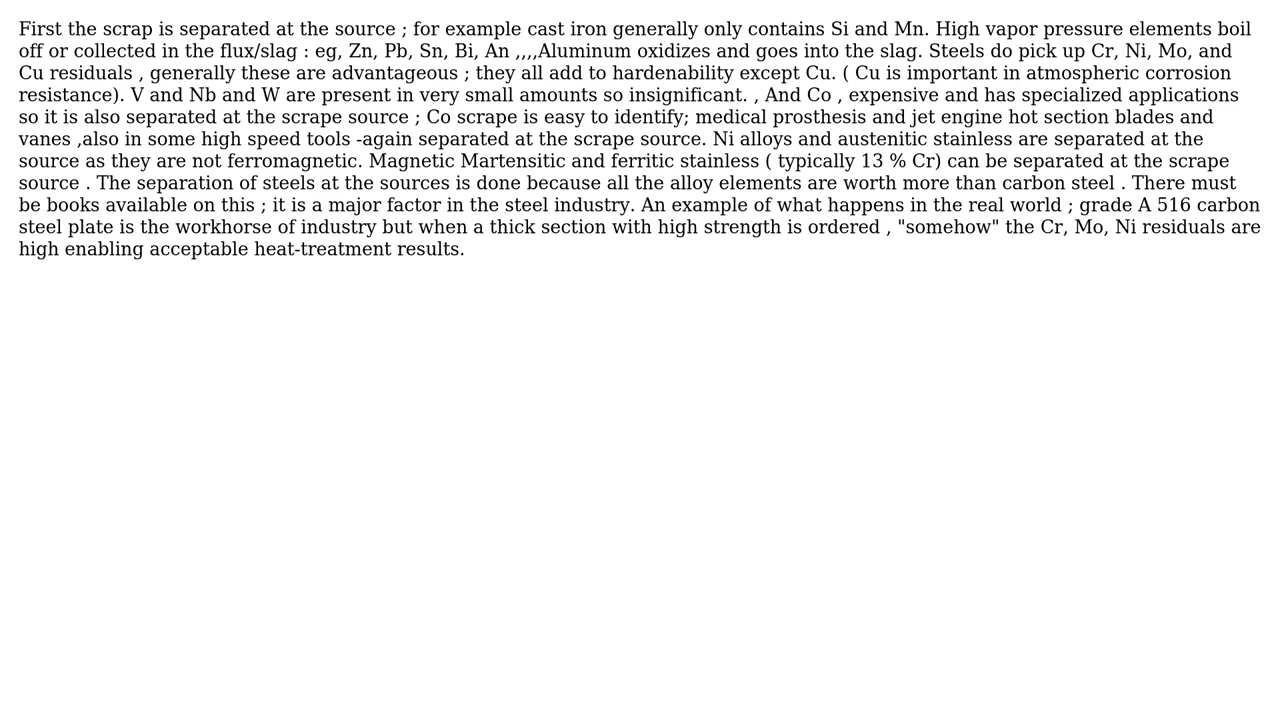 First the scrap is separated at the source ; for example cast iron generally only contains Si and Mn. High vapor pressure elements boil
off or collected in the flux/slag : eg, Zn, Pb, Sn, Bi, An ,,,,Aluminum oxidizes and goes into the slag. Steels do pick up Cr, Ni, Mo, and
Cu residuals , generally these are advantageous ; they all add to hardenability except Cu. ( Cu is important in atmospheric corrosion
resistance). V and Nb and W are present in very small amounts so insignificant. , And Co , expensive and has specialized applications
so it is also separated at the scrape source ; Co scrape is easy to identify; medical prosthesis and jet engine hot section blades and
vanes ,also in some high speed tools -again separated at the scrape source. Ni alloys and austenitic stainless are separated at the
source as they are not ferromagnetic. Magnetic Martensitic and ferritic stainless ( typically 13 % Cr) can be separated at the scrape
source . The separation of steels at the sources is done because all the alloy elements are worth more than carbon steel . There must
be books available on this ; it is a major factor in the steel industry. An example of what happens in the real world ; grade A 516 carbon
steel plate is the workhorse of industry but when a thick section with high strength is ordered , "somehow" the Cr, Mo, Ni residuals are
high enabling acceptable heat-treatment results.